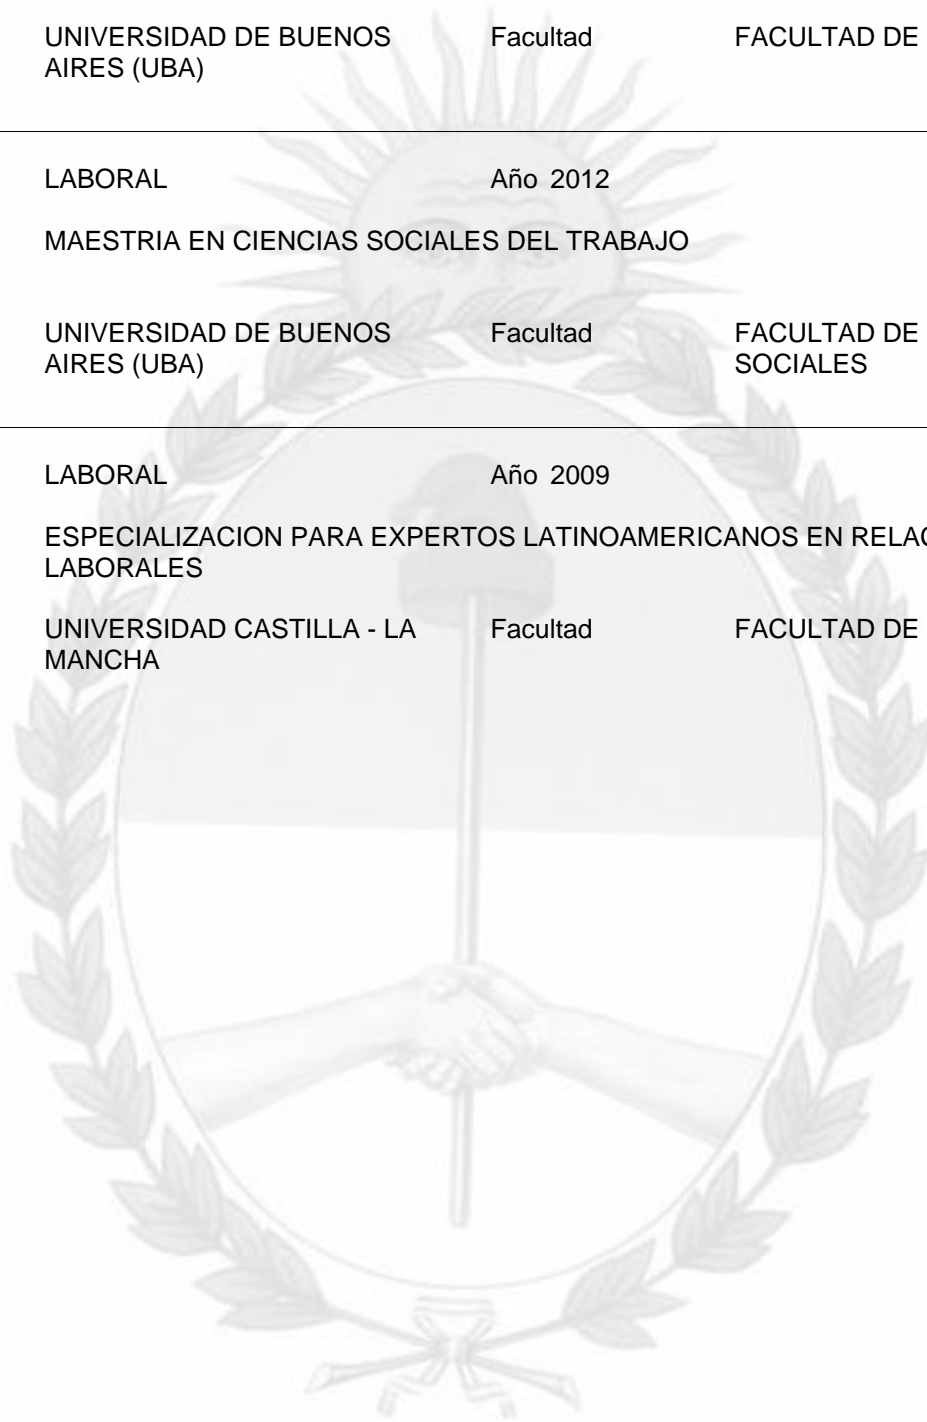 UNIVERSIDAD DE BUENOS Facultad FACULTAD DE
AIRES (UBA)
LABORAL Año 2012
MAESTRIA EN CIENCIAS SOCIALES DEL TRABAJO
UNIVERSIDAD DE BUENOS Facultad FACULTAD DE
AIRES (UBA) SOCIALES
LABORAL Año 2009
ESPECIALIZACION PARA EXPERTOS LATINOAMERICANOS EN RELAC
LABORALES
UNIVERSIDAD CASTILLA - LA Facultad FACULTAD DE
MANCHA